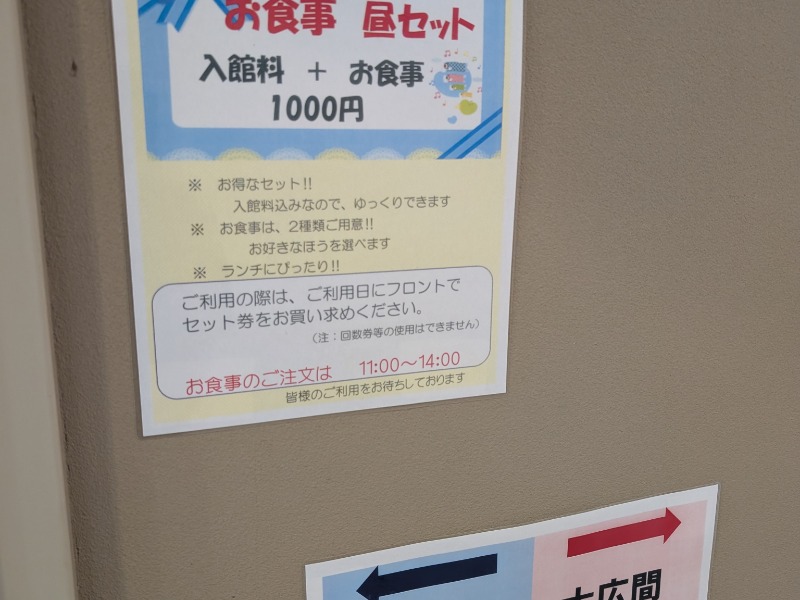 お食事 昼セット
入館料 ＋ お食事
1000円
※ お得なセット!!
入館料込みなので、ゆっくりできます
※ お食事は、2種類ご用意!!
お好きなほうを選べます
※ ランチにぴったり!!
ご利用の際は、ご利用日にフロントで
セット券をお買い求めください。
（注：回数券等の使用はできません）
お食事のご注文は 11:00～14:00
皆様のご利用をお待ちしております
大広間